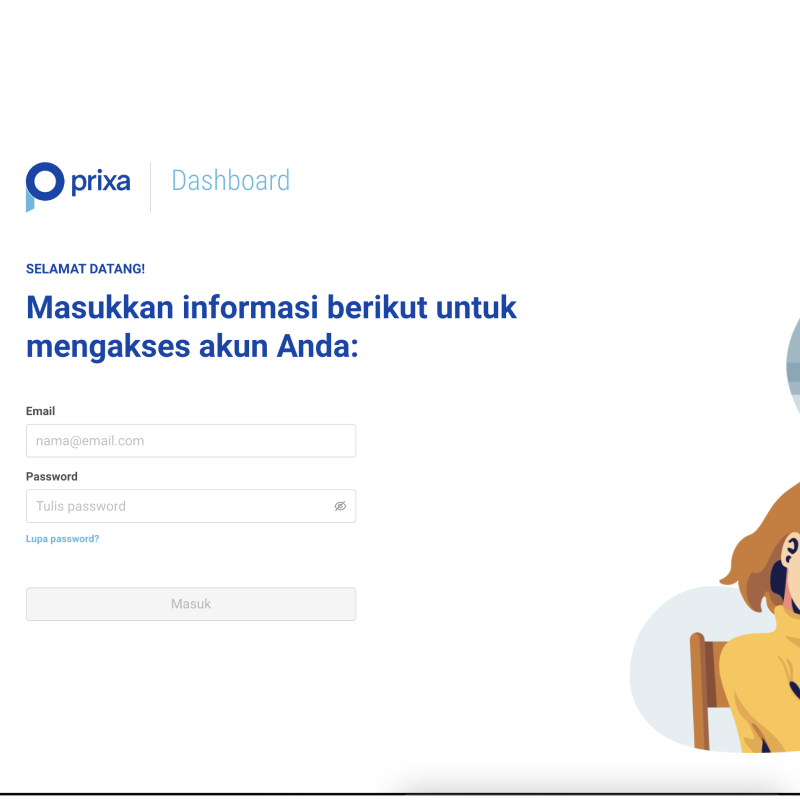 prixa
Dashboard
SELAMAT DATANG!
Masukkan informasi berikut untuk
mengakses akun Anda:
Email
nama@email.com
Password
Tulis password
Lupa password?
Masuk